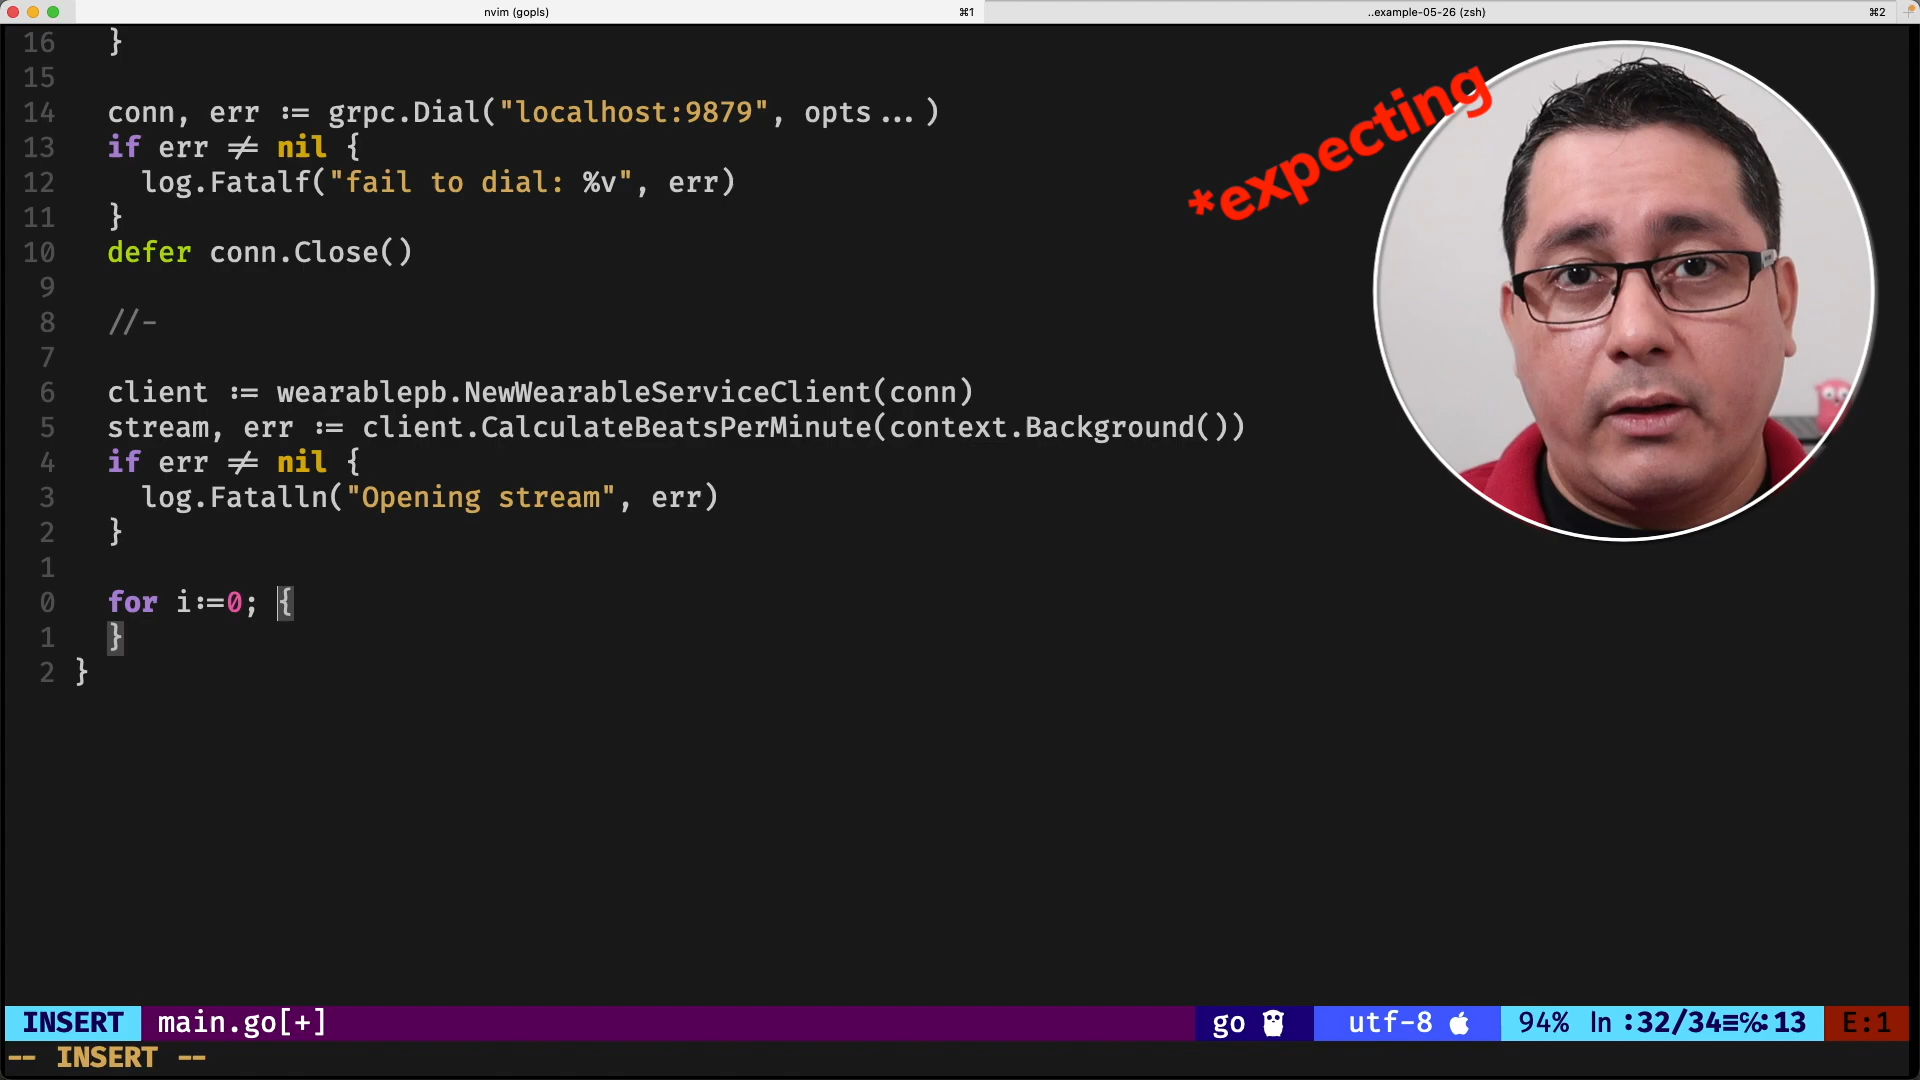 nvim (gopls) ⌘1 ..example-05-26 (zsh) ⌘2
16 }
15
14 conn, err := grpc.Dial("localhost:9879", opts...)
13 if err != nil {
12 log.Fatalf("fail to dial: %v", err)
11 }
10 defer conn.Close()
9
8 //-
7
6 client := wearablepb.NewWearableServiceClient(conn)
5 stream, err := client.CalculateBeatsPerMinute(context.Background())
4 if err != nil {
3 log.Fatalln("Opening stream", err)
2 }
1
0 for i:=0; {
1 }
2 }
*expecting
INSERT main.go[+] go utf-8 94% ln :32/34≡℅:13 E:1
-- INSERT --